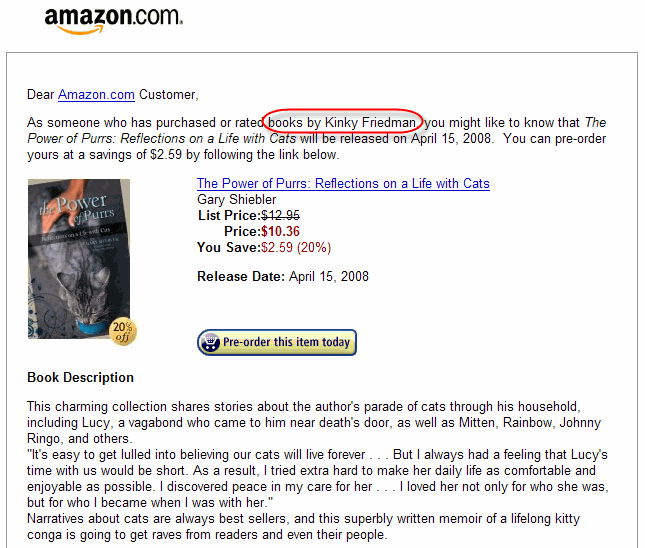 amazon.com.
Dear Amazon.com Customer,
As someone who has purchased or rated books by Kinky Friedman, you might like to know that The
Power of Purrs: Reflections on a Life with Cats will be released on April 15, 2008. You can pre-order
yours at a savings of $2.59 by following the link below.
the Power
of Purrs
Reflections on a Life with Cats
20%
off
The Power of Purrs: Reflections on a Life with Cats
Gary Shiebler
List Price:$12.95
Price:$10.36
You Save:$2.59 (20%)
Release Date: April 15, 2008
Pre-order this item today
Book Description
This charming collection shares stories about the author's parade of cats through his household,
including Lucy, a vagabond who came to him near death's door, as well as Mitten, Rainbow, Johnny
Ringo, and others.
"It's easy to get lulled into believing our cats will live forever . . . But I always had a feeling that Lucy's
time with us would be short. As a result, I tried extra hard to make her daily life as comfortable and
enjoyable as possible. I discovered peace in my care for her . . . I loved her not only for who she was,
but for who I became when I was with her."
Narratives about cats are always best sellers, and this superbly written memoir of a lifelong kitty
conga is going to get raves from readers and even their people.